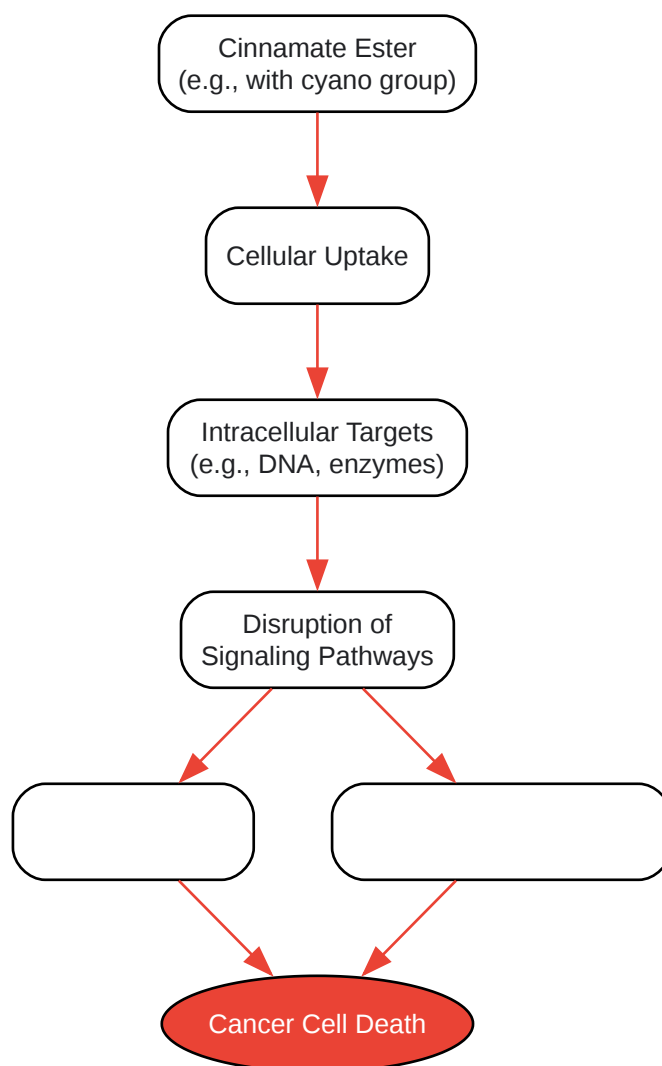 Cinnamate Ester
(e.g., with cyano group)
Cellular Uptake
Intracellular Targets
(e.g., DNA, enzymes)
Disruption of
Signaling Pathways
Cancer Cell Death